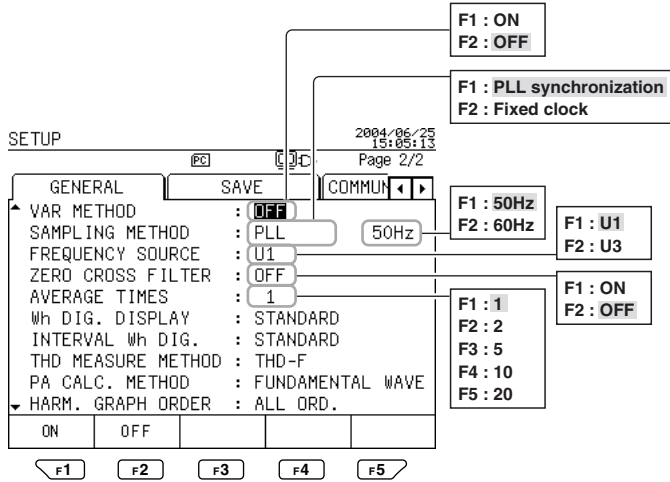 F1 : ON
F2 : OFF
F1 : PLL synchronization
F2 : Fixed clock
SETUP
2004/06/25
15:05:13
PC
Page 2/2
GENERAL SAVE COMMUN
VAR METHOD : OFF
SAMPLING METHOD : PLL 50Hz
FREQUENCY SOURCE : U1
ZERO CROSS FILTER : OFF
AVERAGE TIMES : 1
Wh DIG. DISPLAY : STANDARD
INTERVAL Wh DIG. : STANDARD
THD MEASURE METHOD : THD-F
PA CALC. METHOD : FUNDAMENTAL WAVE
HARM. GRAPH ORDER : ALL ORD.
ON OFF
F1 F2 F3 F4 F5
F1 : 50Hz
F2 : 60Hz
F1 : U1
F2 : U3
F1 : ON
F2 : OFF
F1 : 1
F2 : 2
F3 : 5
F4 : 10
F5 : 20